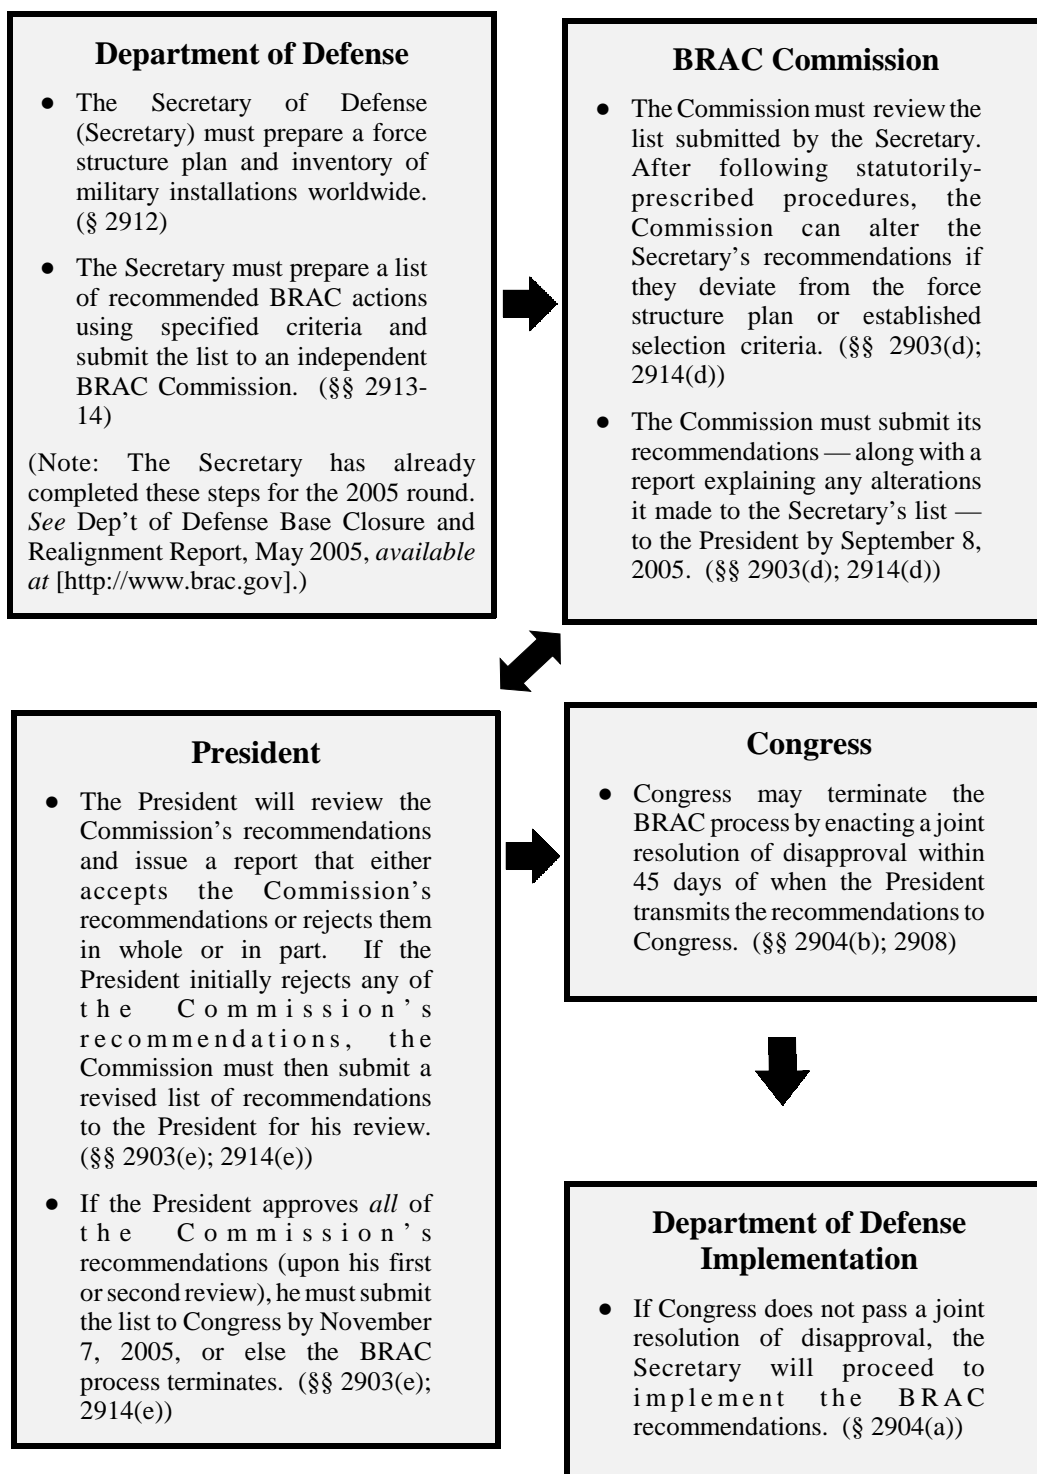 Department of Defense
● The Secretary of Defense
(Secretary) must prepare a force
structure plan and inventory of
military installations worldwide.
(§ 2912)
● The Secretary must prepare a list
of recommended BRAC actions
using specified criteria and
submit the list to an independent
BRAC Commission. (§§ 2913-
14)
(Note: The Secretary has already
completed these steps for the 2005 round.
See Dep’t of Defense Base Closure and
Realignment Report, May 2005, available
at [http://www.brac.gov].)
BRAC Commission
● The Commission must review the
list submitted by the Secretary.
After following statutorily-
prescribed procedures, the
Commission can alter the
Secretary’s recommendations if
they deviate from the force
structure plan or established
selection criteria. (§§ 2903(d);
2914(d))
● The Commission must submit its
recommendations — along with a
report explaining any alterations
it made to the Secretary’s list —
to the President by September 8,
2005. (§§ 2903(d); 2914(d))
President
● The President will review the
Commission’s recommendations
and issue a report that either
accepts the Commission’s
recommendations or rejects them
in whole or in part. If the
President initially rejects any of
the Commission’s
recommendations, the
Commission must then submit a
revised list of recommendations
to the President for his review.
(§§ 2903(e); 2914(e))
● If the President approves all of
the Commission’s
recommendations (upon his first
or second review), he must submit
the list to Congress by November
7, 2005, or else the BRAC
process terminates. (§§ 2903(e);
2914(e))
Congress
● Congress may terminate the
BRAC process by enacting a joint
resolution of disapproval within
45 days of when the President
transmits the recommendations to
Congress. (§§ 2904(b); 2908)
Department of Defense
Implementation
● If Congress does not pass a joint
resolution of disapproval, the
Secretary will proceed to
implement the BRAC
recommendations. (§ 2904(a))